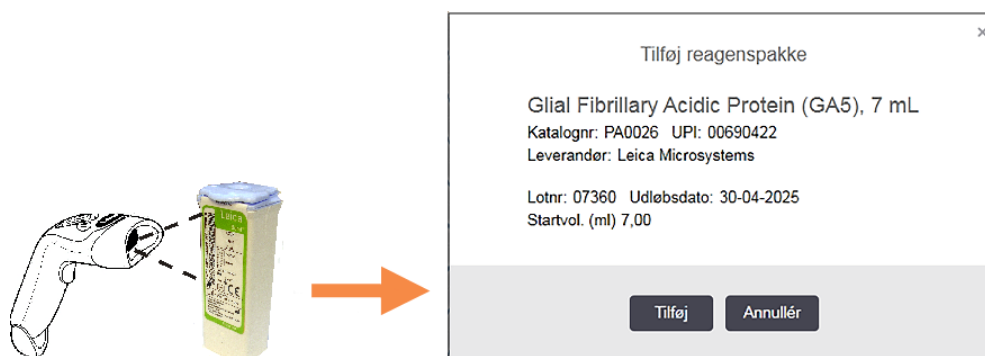 Tilføj reagenspakke
Glial Fibrillary Acidic Protein (GA5), 7 mL
Katalognr: PA0026 UPI: 00690422
Leverandør: Leica Microsystems
Lotnr: 07360 Udløbsdato: 30-04-2025
Startvol. (ml) 7,00
Tilføj
Annullér
Leica